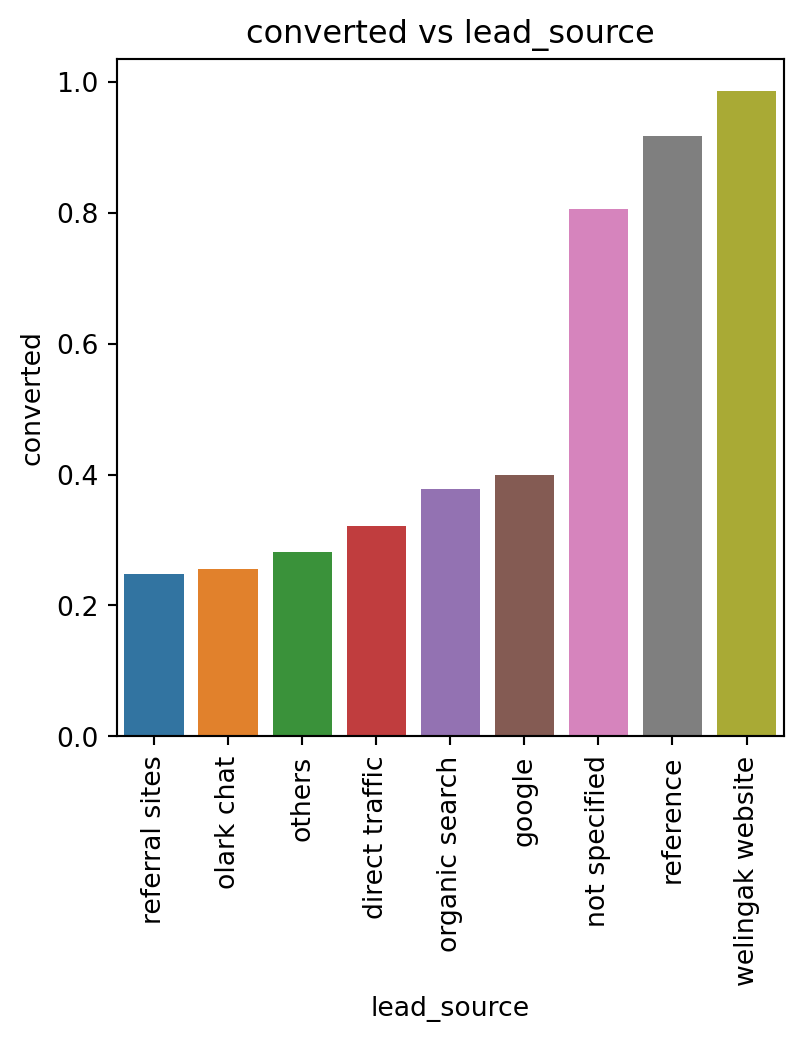 converted vs lead_source
converted
1.0
0.8
0.6
0.4
0.2
0.0
referral sites
olark chat
others
direct traffic
organic search
google
not specified
reference
welingak website
lead_source